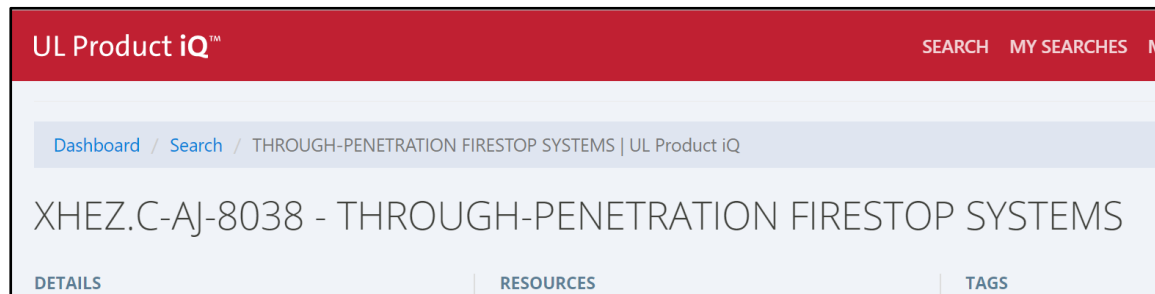 UL Product iQ™
SEARCH MY SEARCHES
Dashboard / Search / THROUGH-PENETRATION FIRESTOP SYSTEMS | UL Product iQ
XHEZ.C-AJ-8038 - THROUGH-PENETRATION FIRESTOP SYSTEMS
DETAILS RESOURCES TAGS